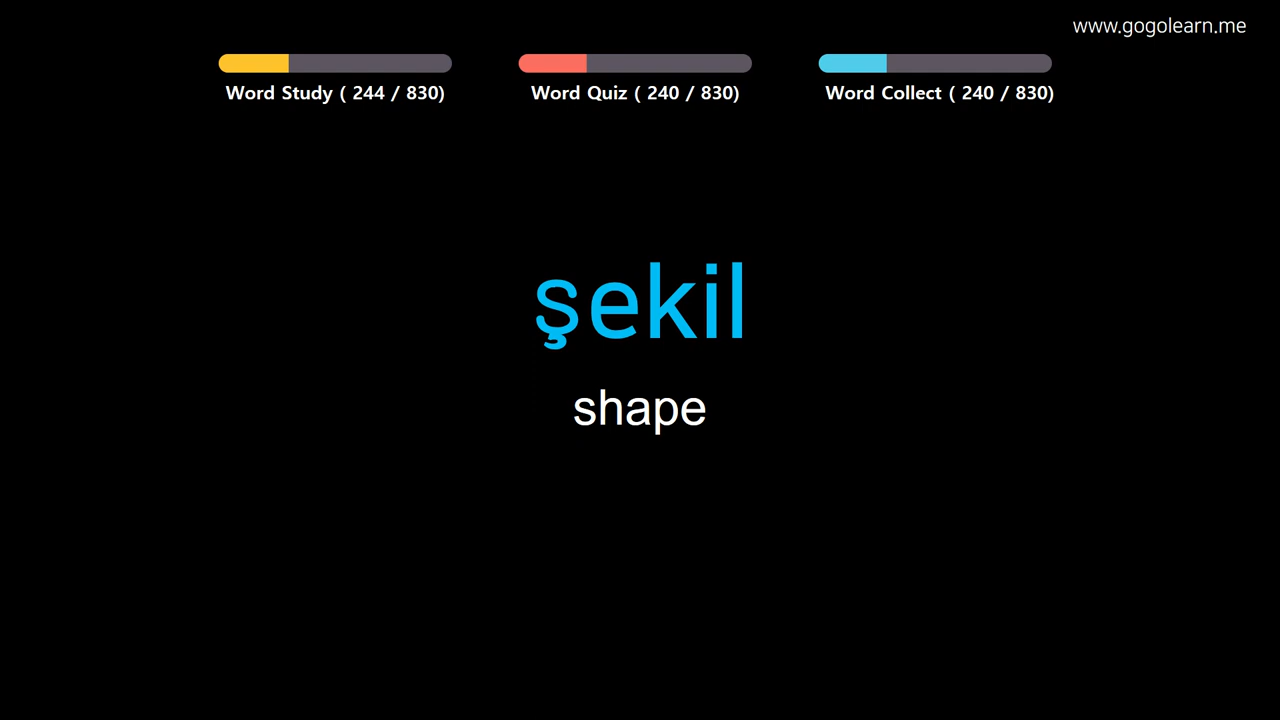 www.gogolearn.me
Word Study ( 244 / 830)
Word Quiz ( 240 / 830)
Word Collect ( 240 / 830)
şekil
shape